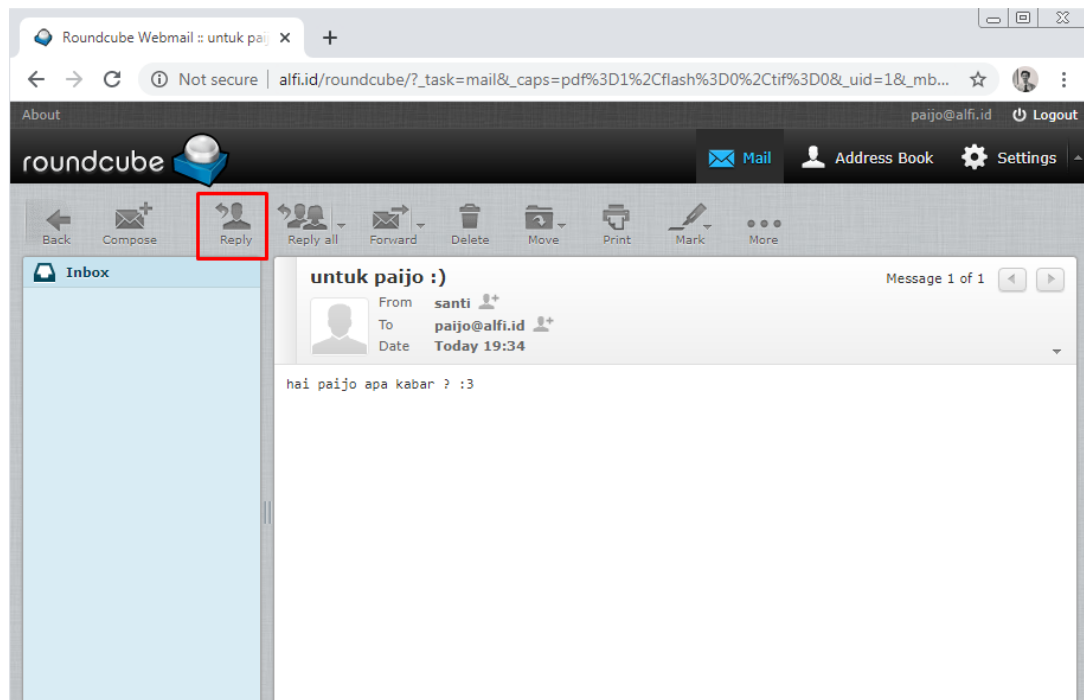 Roundcube Webmail :: untuk paij
Not secure | alfi.id/roundcube/?_task=mail&_caps=pdf%3D1%2Cflash%3D0%2Ctif%3D0&_uid=1&_mb...
About paijo@alfi.id Logout
roundcube Mail Address Book Settings
Back Compose Reply Reply all Forward Delete Move Print Mark More
Inbox
untuk paijo :) Message 1 of 1
From santi
To paijo@alfi.id
Date Today 19:34
hai paijo apa kabar ? :3